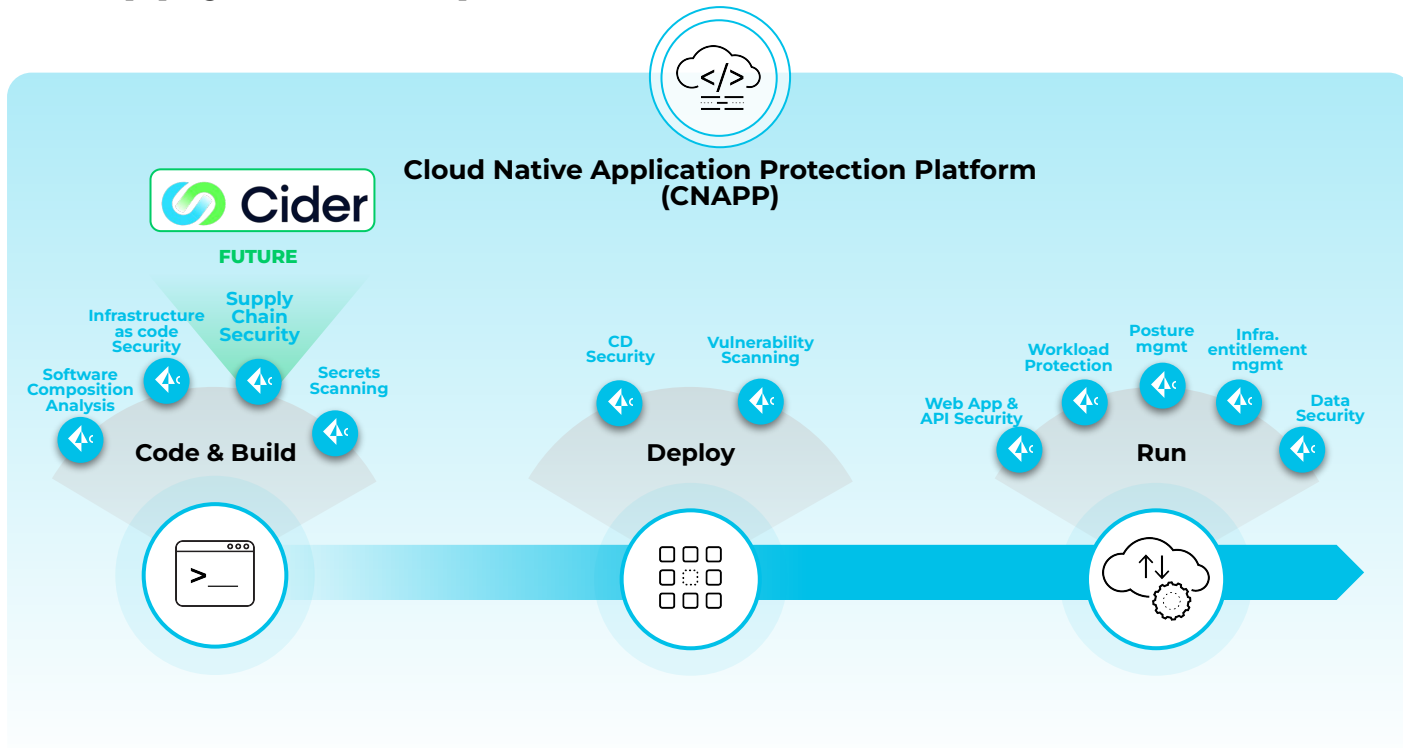 </>
Cloud Native Application Protection Platform
(CNAPP)
Cider
FUTURE
Supply
Chain
Security
Infrastructure
as code
Security
Software
Composition
Analysis
Secrets
Scanning
Code & Build
CD
Security
Vulnerability
Scanning
Deploy
Web App &
API Security
Workload
Protection
Posture
mgmt
Infra.
entitlement
mgmt
Data
Security
Run
>_